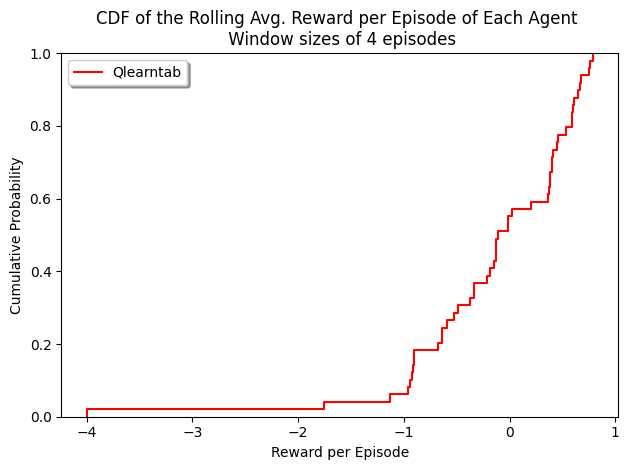 CDF of the Rolling Avg. Reward per Episode of Each Agent
Window sizes of 4 episodes
Qlearntab
1.0
0.8
0.6
0.4
0.2
0.0
Cumulative Probability
−4
−3
−2
−1
0
1
Reward per Episode